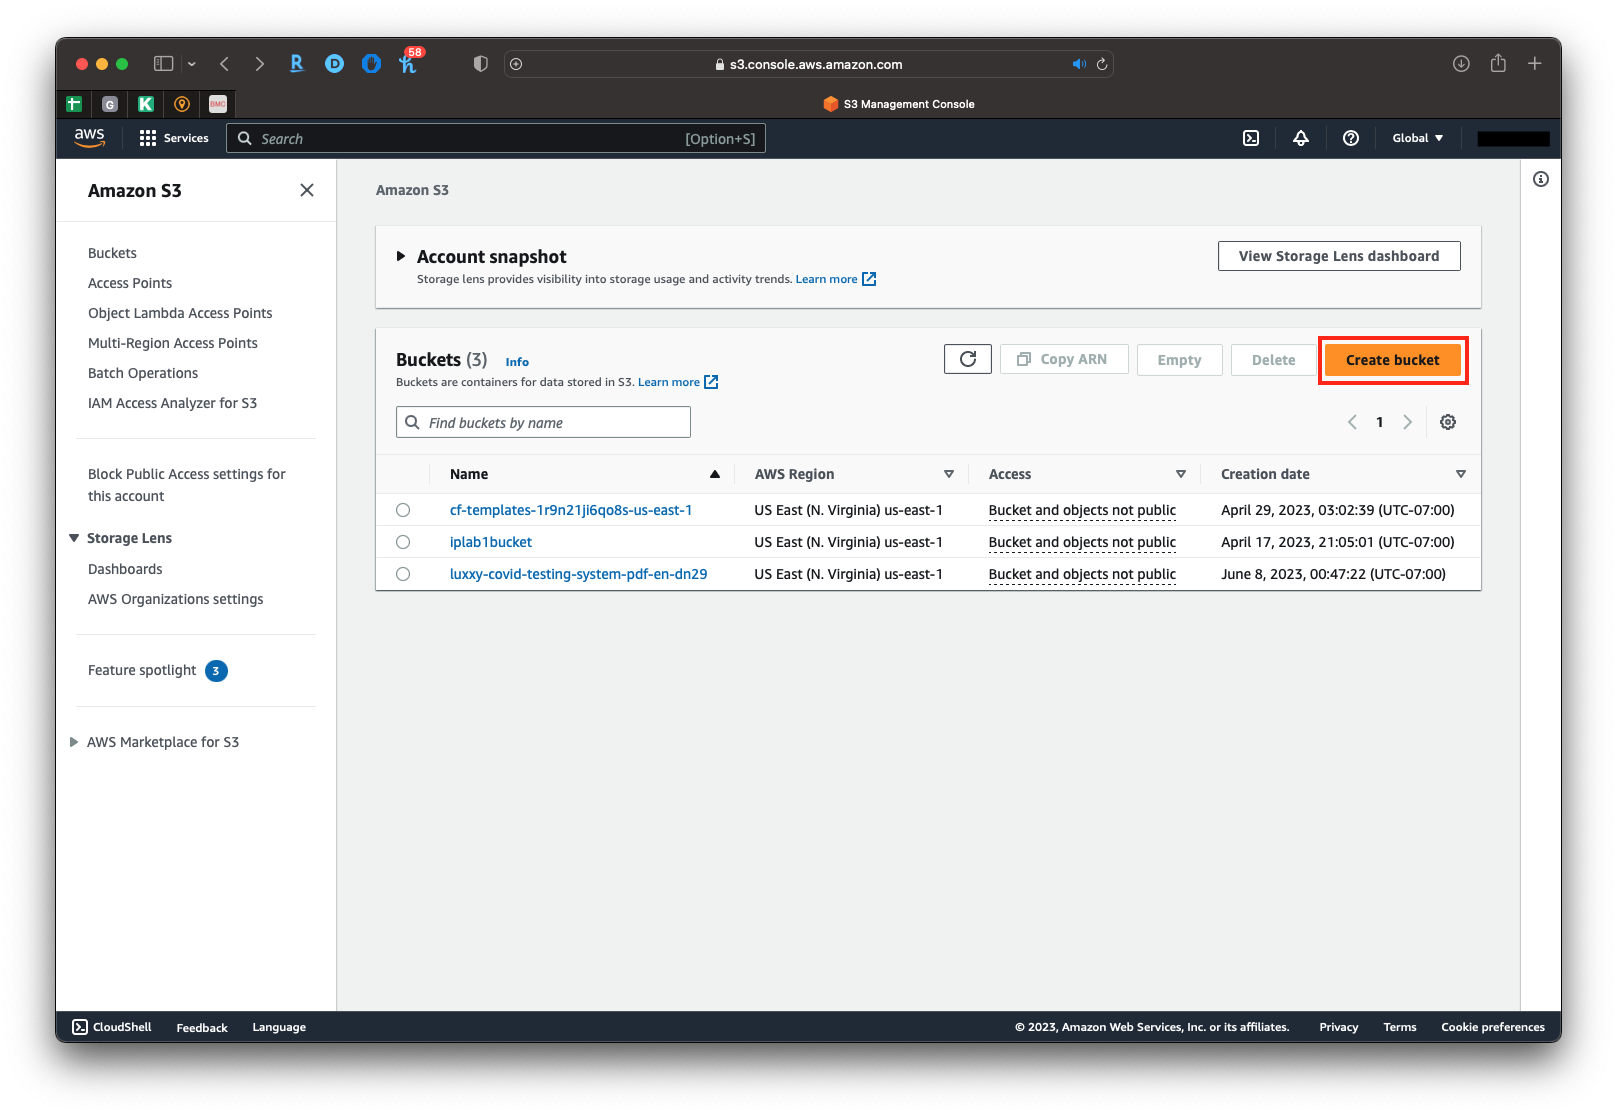 58
s3.console.aws.amazon.com
S3 Management Console
aws
Services
Search
[Option+S]
Global
Amazon S3
Buckets
Access Points
Object Lambda Access Points
Multi-Region Access Points
Batch Operations
IAM Access Analyzer for S3
Block Public Access settings for
this account
Storage Lens
Dashboards
AWS Organizations settings
Feature spotlight 3
AWS Marketplace for S3
Amazon S3
Account snapshot
Storage lens provides visibility into storage usage and activity trends. Learn more
View Storage Lens dashboard
Buckets (3) Info
Buckets are containers for data stored in S3. Learn more
Copy ARN
Empty
Delete
Create bucket
Find buckets by name
1
Name AWS Region Access Creation date
cf-templates-1r9n21ji6qo8s-us-east-1 US East (N. Virginia) us-east-1 Bucket and objects not public April 29, 2023, 03:02:39 (UTC-07:00)
iplab1bucket US East (N. Virginia) us-east-1 Bucket and objects not public April 17, 2023, 21:05:01 (UTC-07:00)
luxxy-covid-testing-system-pdf-en-dn29 US East (N. Virginia) us-east-1 Bucket and objects not public June 8, 2023, 00:47:22 (UTC-07:00)
CloudShell Feedback Language © 2023, Amazon Web Services, Inc. or its affiliates. Privacy Terms Cookie preferences